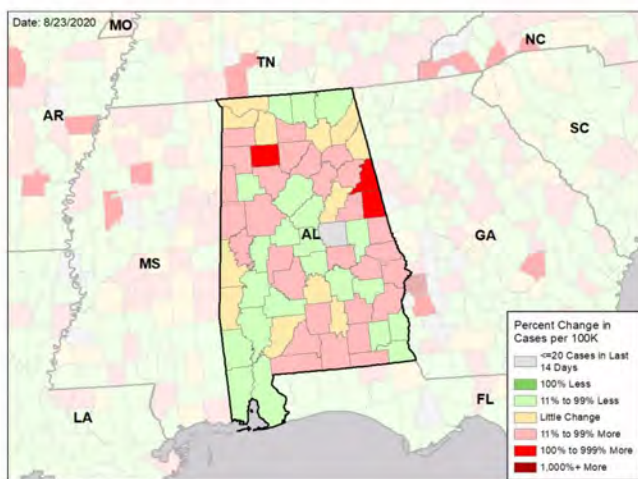 Date: 8/23/2020
MO
NC
TN
AR
SC
AL
GA
MS
Percent Change in
Cases per 100K
<=20 Cases in Last
14 Days
100% Less
11% to 99% Less
Little Change
11% to 99% More
100% to 999% More
1,000%+ More
FL
LA